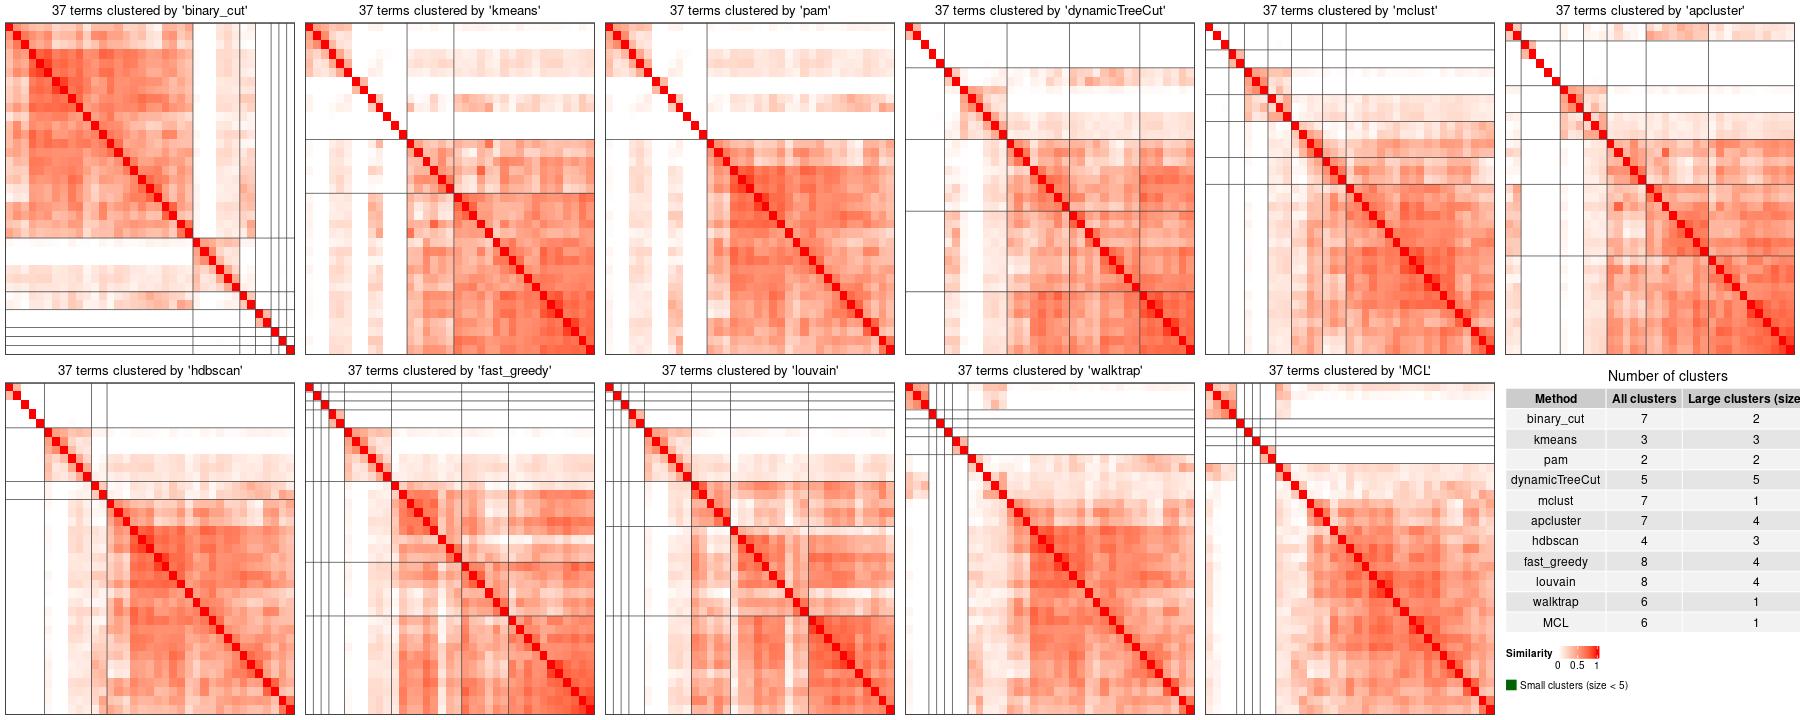 37 terms clustered by 'binary_cut'
37 terms clustered by 'kmeans'
37 terms clustered by 'pam'
37 terms clustered by 'dynamicTreeCut'
37 terms clustered by 'mclust'
37 terms clustered by 'apcluster'
37 terms clustered by 'hdbscan'
37 terms clustered by 'fast_greedy'
37 terms clustered by 'louvain'
37 terms clustered by 'walktrap'
37 terms clustered by 'MCL'
Number of clusters
Method All clusters Large clusters (size
binary_cut 7 2
kmeans 3 3
pam 2 2
dynamicTreeCut 5 5
mclust 7 1
apcluster 7 4
hdbscan 4 3
fast_greedy 8 4
louvain 8 4
walktrap 6 1
MCL 6 1
Similarity
0 0.5 1
Small clusters (size < 5)